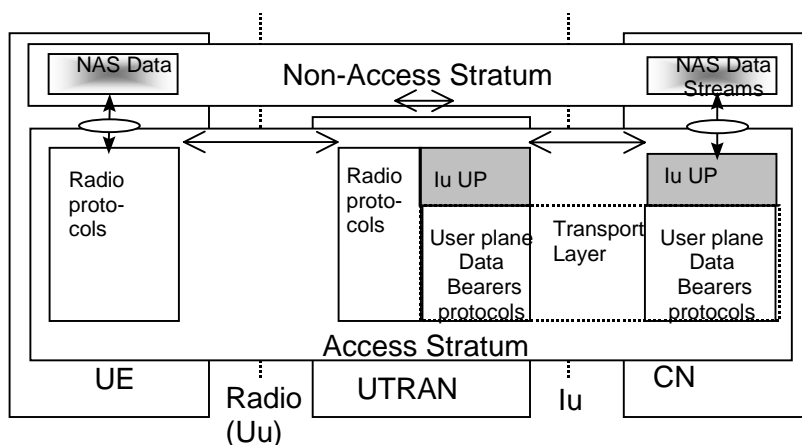 NAS Data
Non-Access Stratum
NAS Data
Streams
Radio
proto-
cols
Radio
proto-
cols
Iu UP
User plane
Data
Bearers
protocols
Transport
Layer
Iu UP
User plane
Data
Bearers
protocols
Access Stratum
UE
Radio
(Uu)
UTRAN
Iu
CN